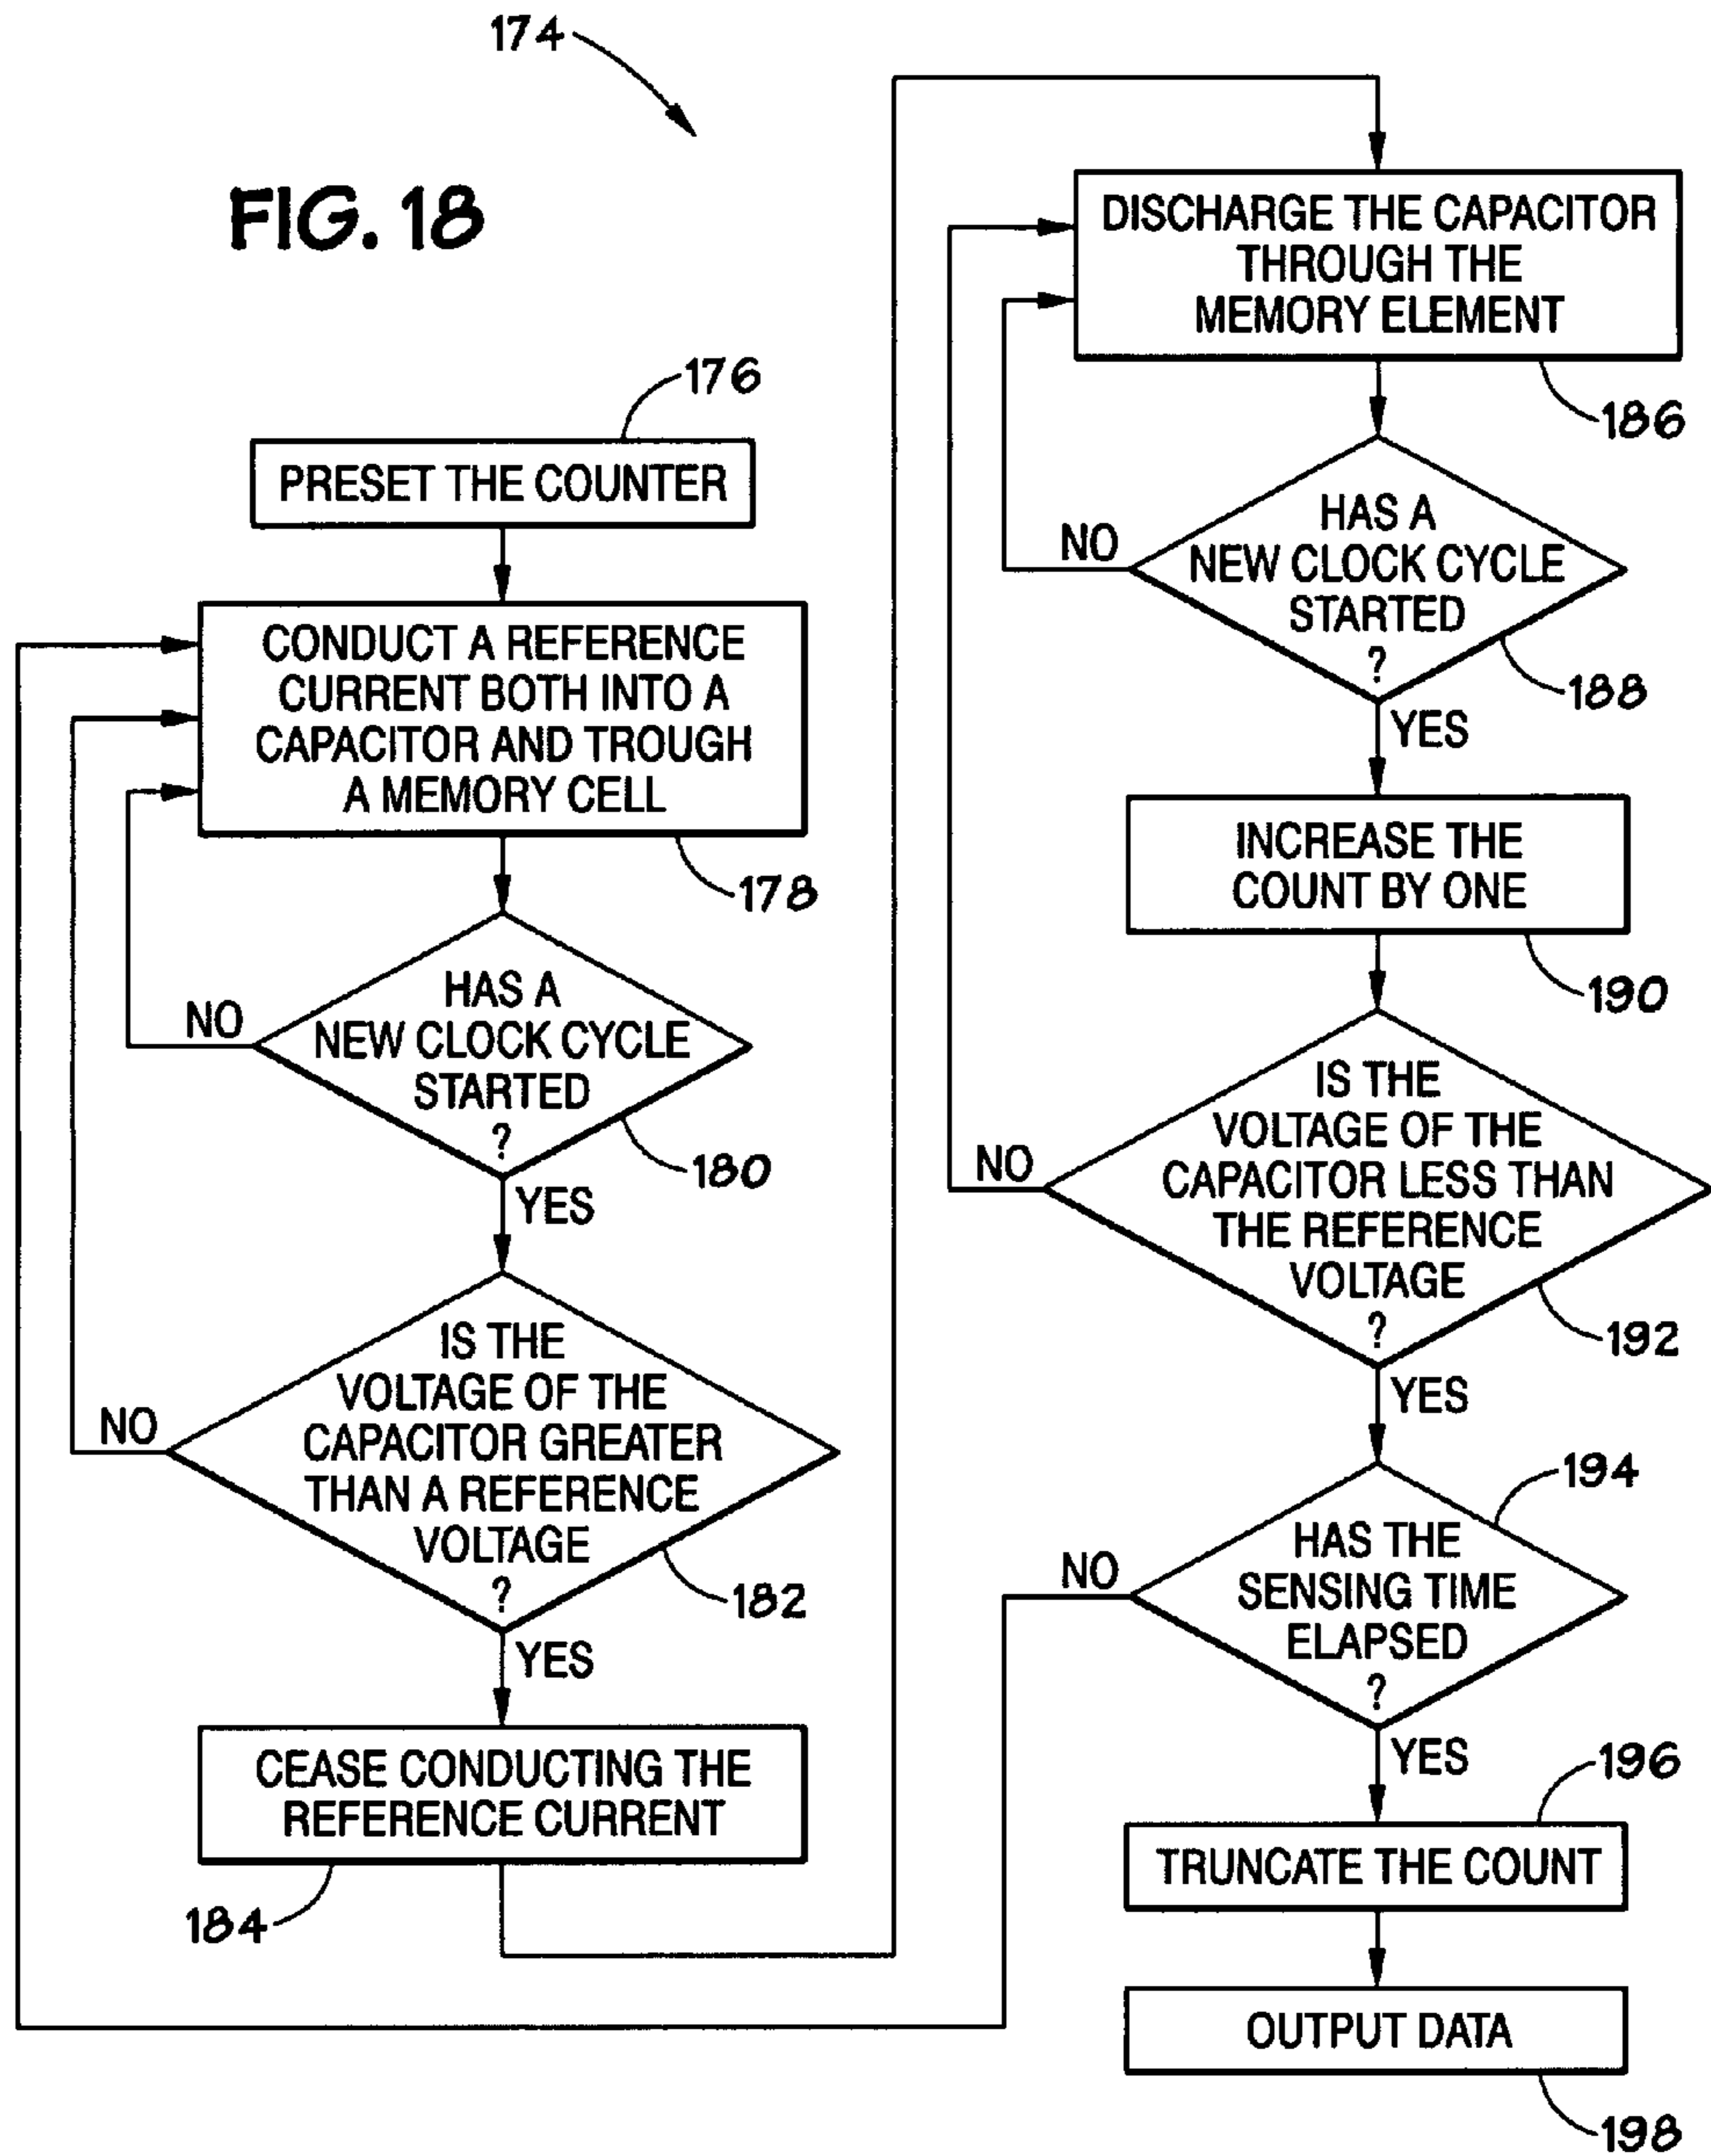 174
FIG. 18
176
PRESET THE COUNTER
CONDUCT A REFERENCE
CURRENT BOTH INTO A
CAPACITOR AND TROUGH
A MEMORY CELL
178
HAS A
NEW CLOCK CYCLE
STARTED
?
NO
180
YES
IS THE
VOLTAGE OF THE
CAPACITOR GREATER
THAN A REFERENCE
VOLTAGE
?
NO
182
YES
CEASE CONDUCTING THE
REFERENCE CURRENT
184
DISCHARGE THE CAPACITOR
THROUGH THE
MEMORY ELEMENT
186
HAS A
NEW CLOCK CYCLE
STARTED
?
NO
188
YES
INCREASE THE
COUNT BY ONE
190
IS THE
VOLTAGE OF THE
CAPACITOR LESS THAN
THE REFERENCE
VOLTAGE
?
NO
192
YES
194
HAS THE
SENSING TIME
ELAPSED
?
NO
YES
196
TRUNCATE THE COUNT
OUTPUT DATA
198